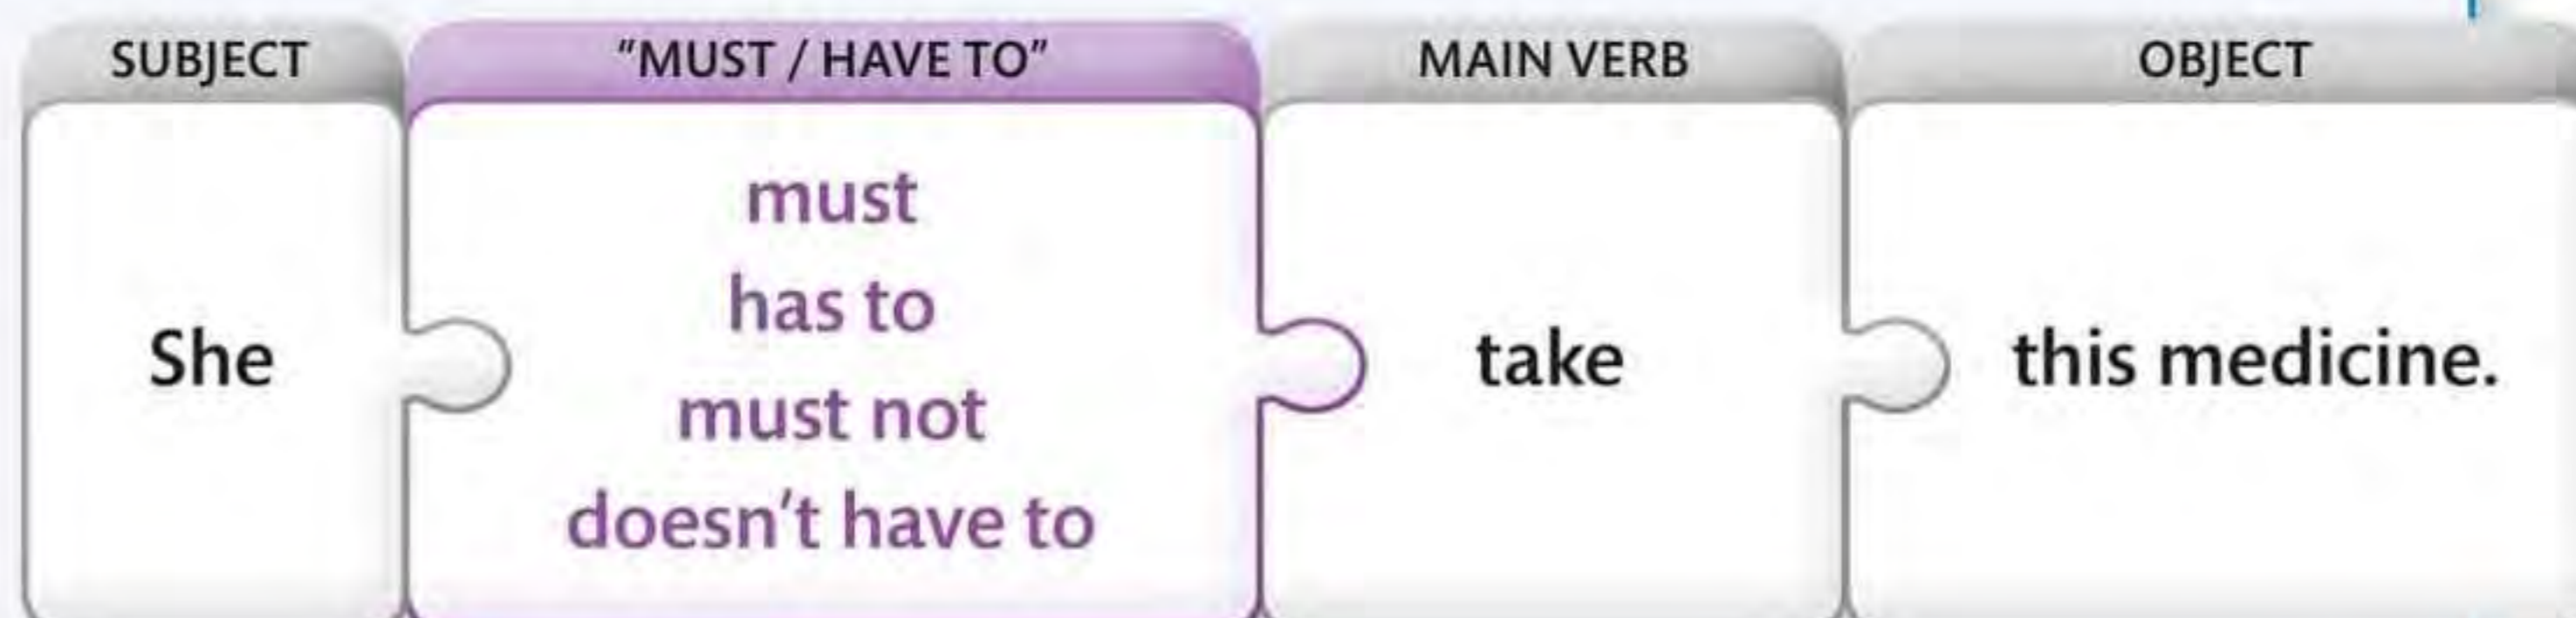 SUBJECT
"MUST / HAVE TO"
MAIN VERB
OBJECT
She
must
has to
must not
doesn't have to
take
this medicine.